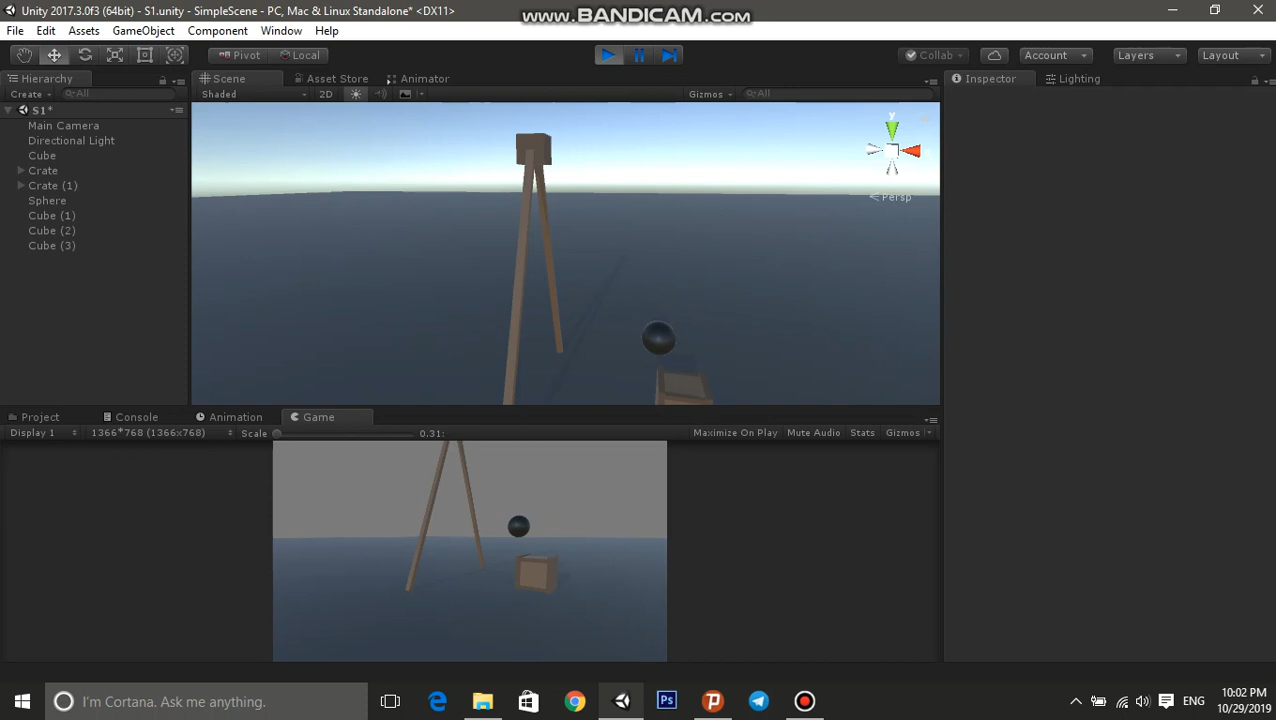 Unity 2017.3.0f3 (64bit) - S1.unity - SimpleScene - PC, Mac & Linux Standalone* <DX11>
www.BANDICAM.com
File Edit Assets GameObject Component Window Help
Pivot Local Collab Account Layers Layout
Hierarchy Scene Asset Store Animator Inspector Lighting
Create All Shaded 2D Gizmos All
S1*
Main Camera
Directional Light
Cube
Crate
Crate (1)
Sphere
Cube (1)
Cube (2)
Cube (3)
y
Persp
Project Console Animation Game
Display 1 1366*768 (1366x768) Scale 0.31: Maximize On Play Mute Audio Stats Gizmos
I'm Cortana. Ask me anything.
Ps
ENG
10:02 PM
10/29/2019